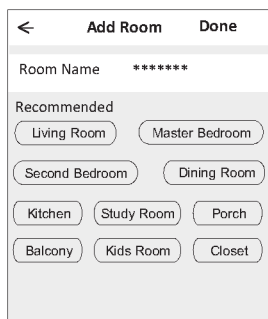 ← Add Room Done
Room Name *******
Recommended
Living Room Master Bedroom
Second Bedroom Dining Room
Kitchen Study Room Porch
Balcony Kids Room Closet